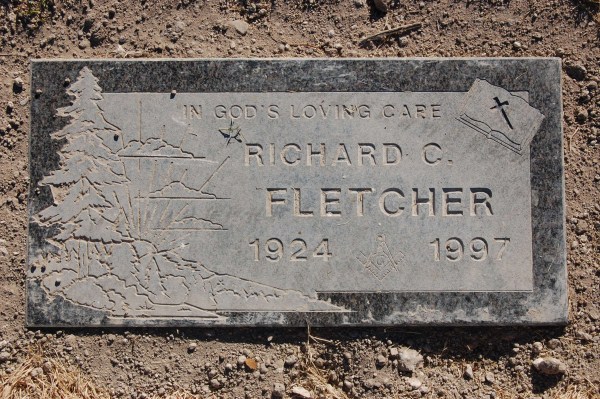 IN GOD'S LOVING CARE
RICHARD C.
FLETCHER
1924 1997